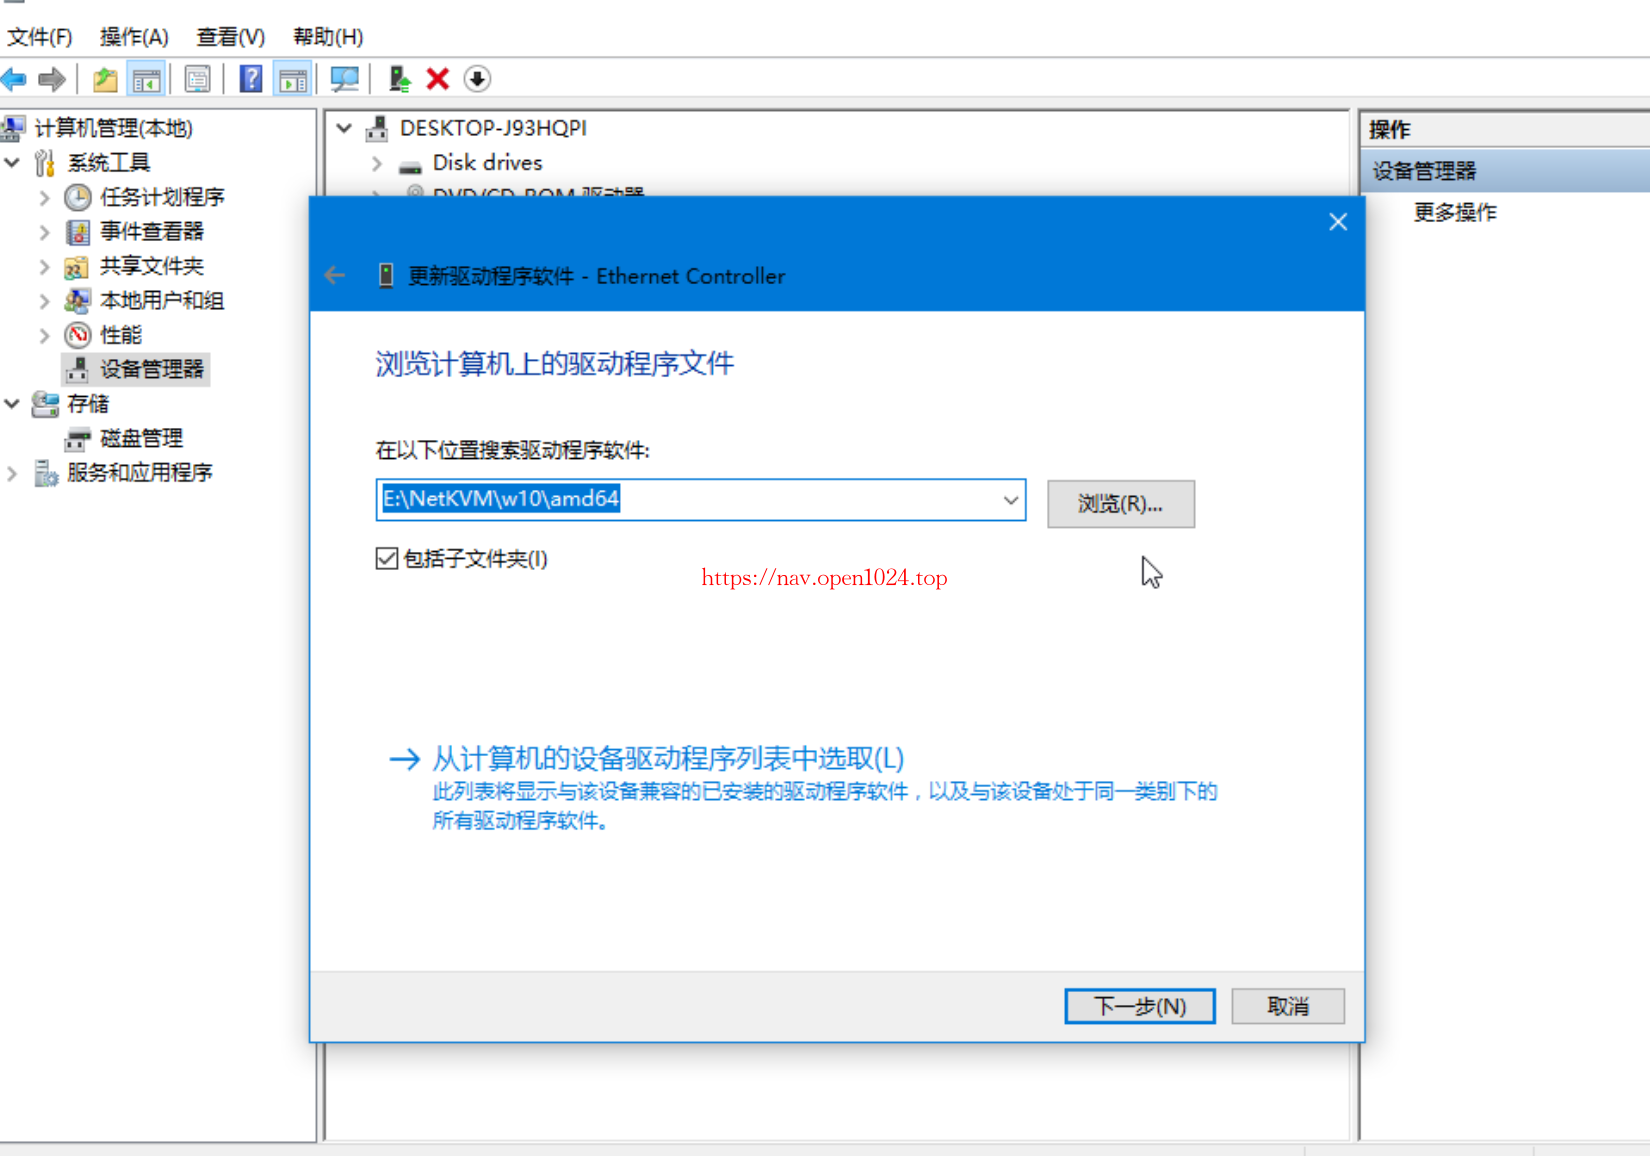 文件(F) 操作(A) 查看(V) 帮助(H)
计算机管理(本地)
系统工具
任务计划程序
事件查看器
共享文件夹
本地用户和组
性能
设备管理器
存储
磁盘管理
服务和应用程序
DESKTOP-J93HQPI
Disk drives
DVD/CD-ROM 驱动器
操作
设备管理器
更多操作
更新驱动程序软件 - Ethernet Controller
浏览计算机上的驱动程序文件
在以下位置搜索驱动程序软件:
E:\NetKVM\w10\amd64
浏览(R)...
包括子文件夹(I)
https://nav.open1024.top
从计算机的设备驱动程序列表中选取(L)
此列表将显示与该设备兼容的已安装的驱动程序软件，以及与该设备处于同一类别下的
所有驱动程序软件。
下一步(N) 取消